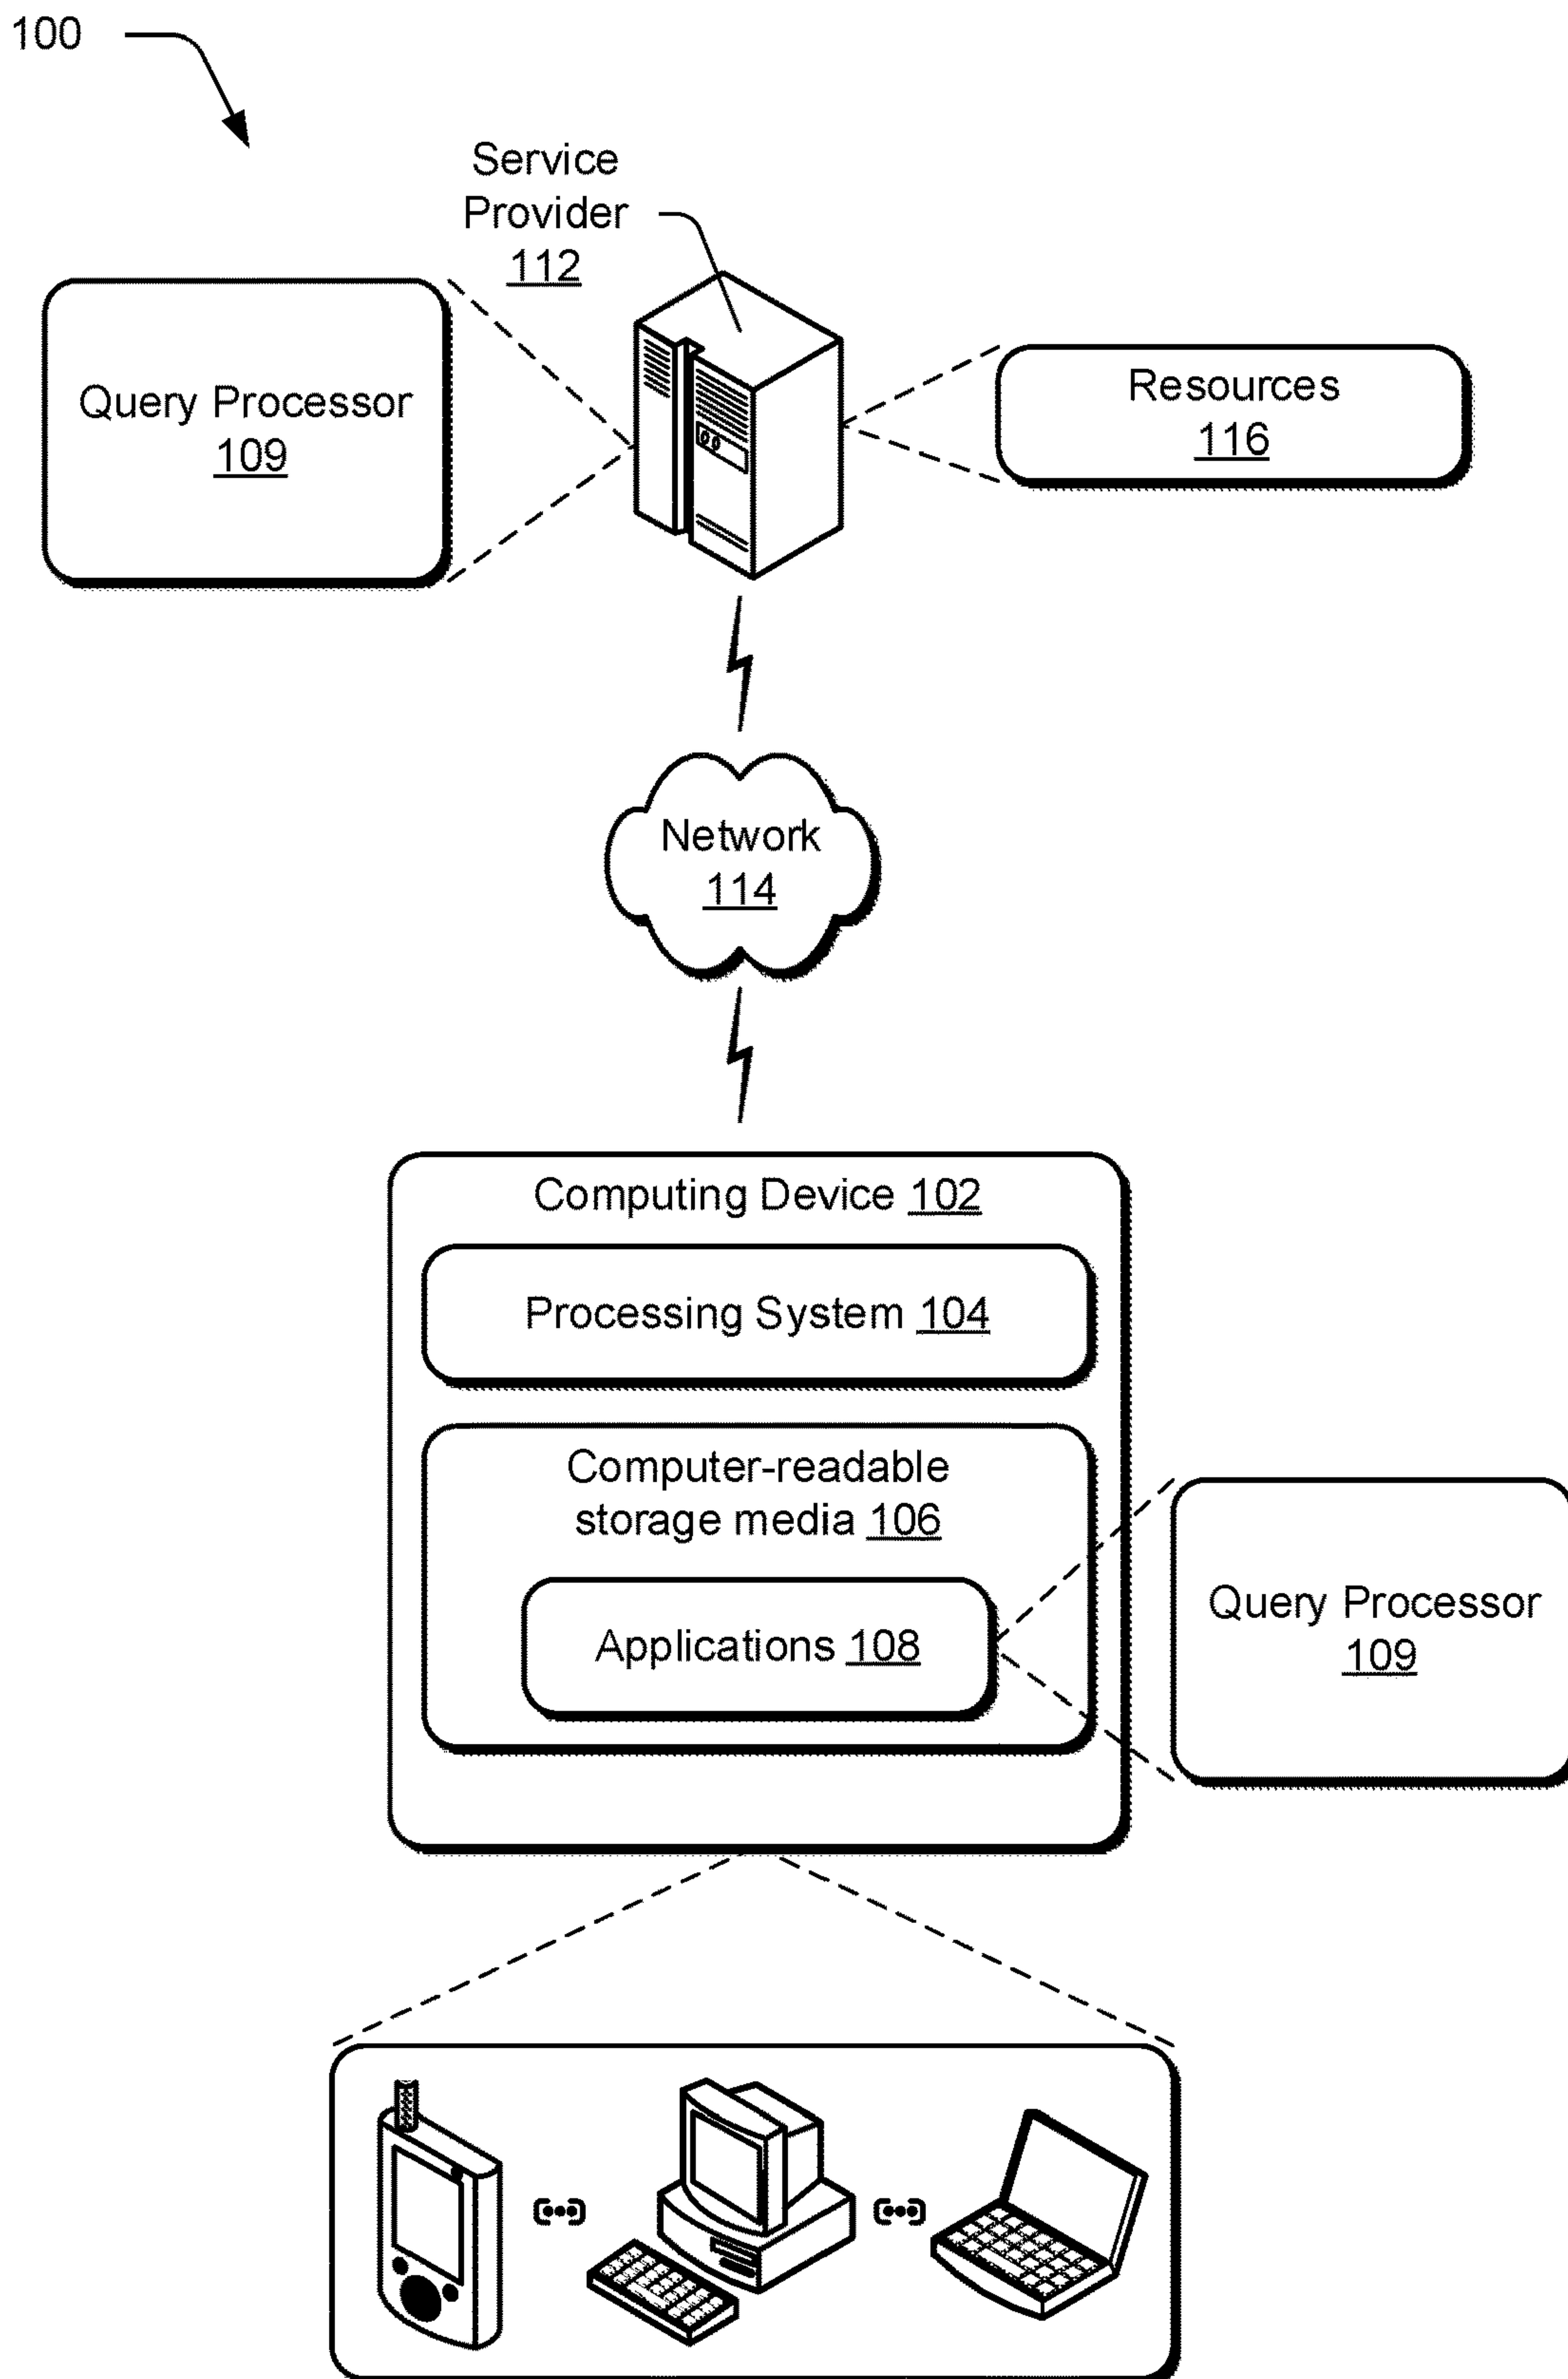 100
Service
Provider
112
Query Processor
109
Resources
116
Network
114
Computing Device 102
Processing System 104
Computer-readable
storage media 106
Applications 108
Query Processor
109